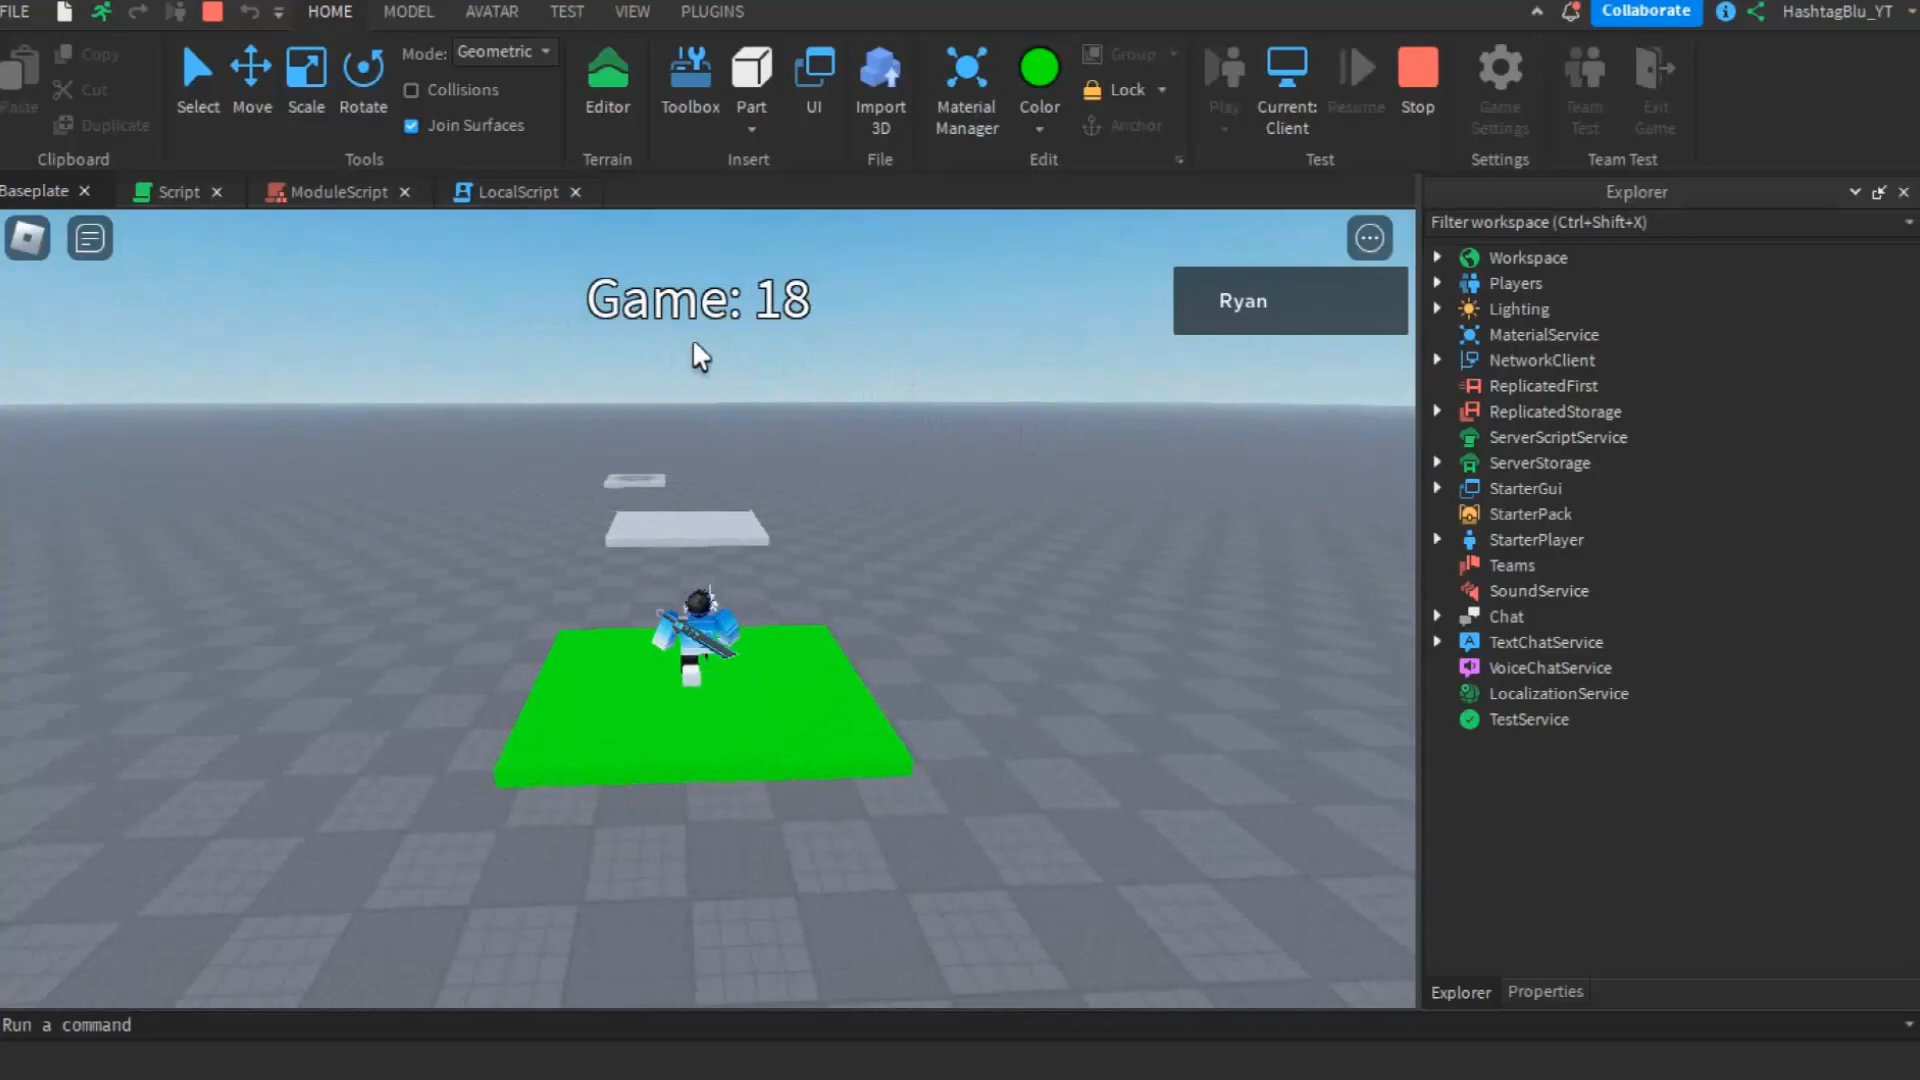 FILE HOME MODEL AVATAR TEST VIEW PLUGINS Collaborate HashtagBlu_YT
Paste Copy Cut Duplicate
Clipboard
Select Move Scale Rotate
Mode: Geometric
Collisions
Join Surfaces
Tools
Editor
Terrain
Toolbox Part UI
Insert
Import 3D
File
Material Manager Color
Group
Lock
Anchor
Edit
Play Current: Client Resume Stop
Test
Game Settings
Settings
Team Test Exit Game
Team Test
Baseplate Script ModuleScript LocalScript
Game: 18
Ryan
Explorer
Filter workspace (Ctrl+Shift+X)
Workspace
Players
Lighting
MaterialService
NetworkClient
ReplicatedFirst
ReplicatedStorage
ServerScriptService
ServerStorage
StarterGui
StarterPack
StarterPlayer
Teams
SoundService
Chat
TextChatService
VoiceChatService
LocalizationService
TestService
Explorer Properties
Run a command